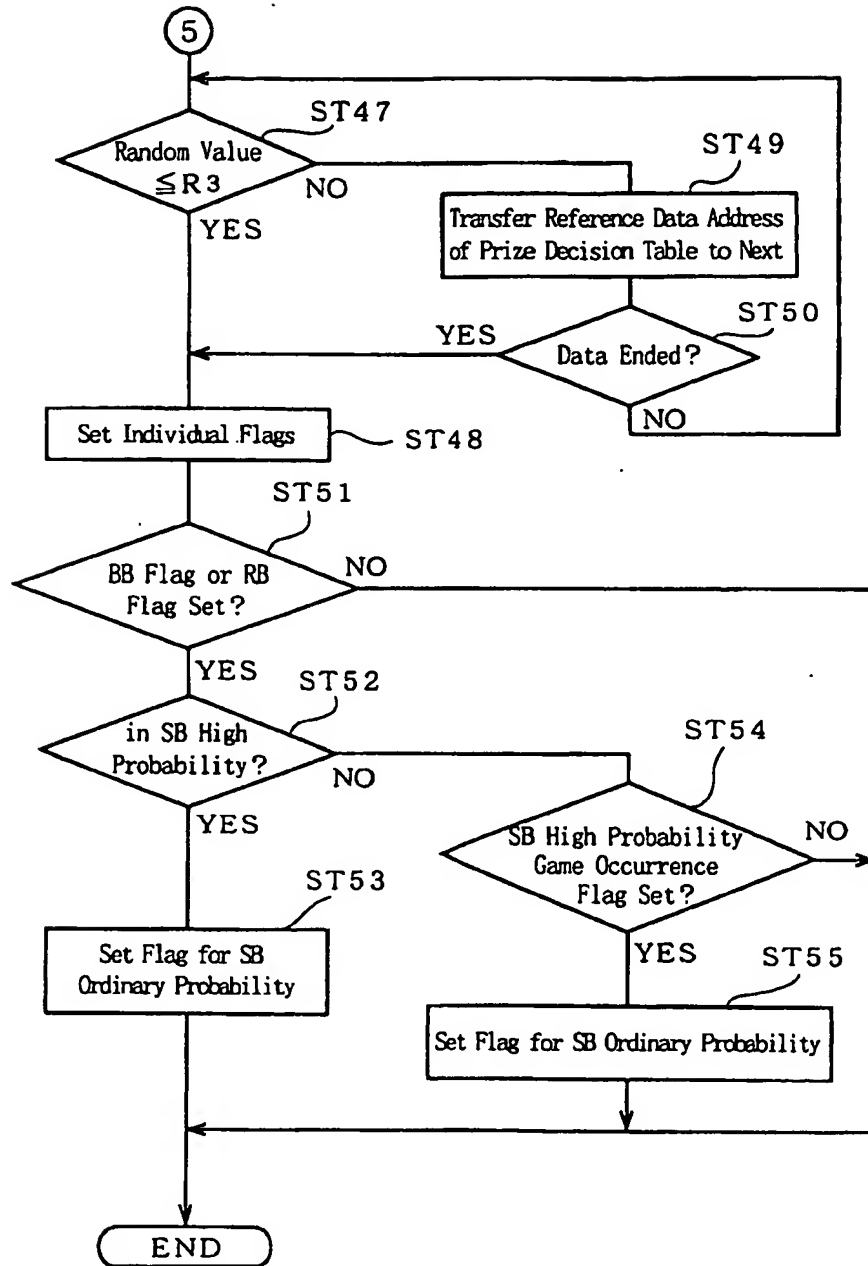 5
ST47
Random Value
≦R3
NO
YES
ST49
Transfer Reference Data Address
of Prize Decision Table to Next
ST50
YES
Data Ended?
NO
Set Individual Flags
ST48
ST51
BB Flag or RB
Flag Set?
NO
YES
ST52
in SB High
Probability?
NO
YES
ST54
SB High Probability
Game Occurrence
Flag Set?
NO
YES
ST53
Set Flag for SB
Ordinary Probability
ST55
Set Flag for SB Ordinary Probability
END